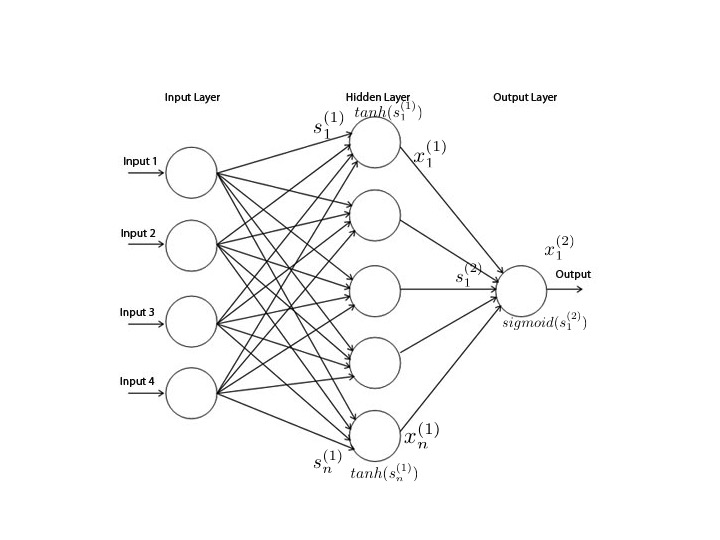 Input Layer
Hidden Layer
Output Layer
tanh(s_1^{(1)})
s_1^{(1)}
x_1^{(1)}
Input 1
Input 2
x_1^{(2)}
s_1^{(2)}
Output
Input 3
sigmoid(s_1^{(2)})
Input 4
x_n^{(1)}
s_n^{(1)}
tanh(s_n^{(1)})